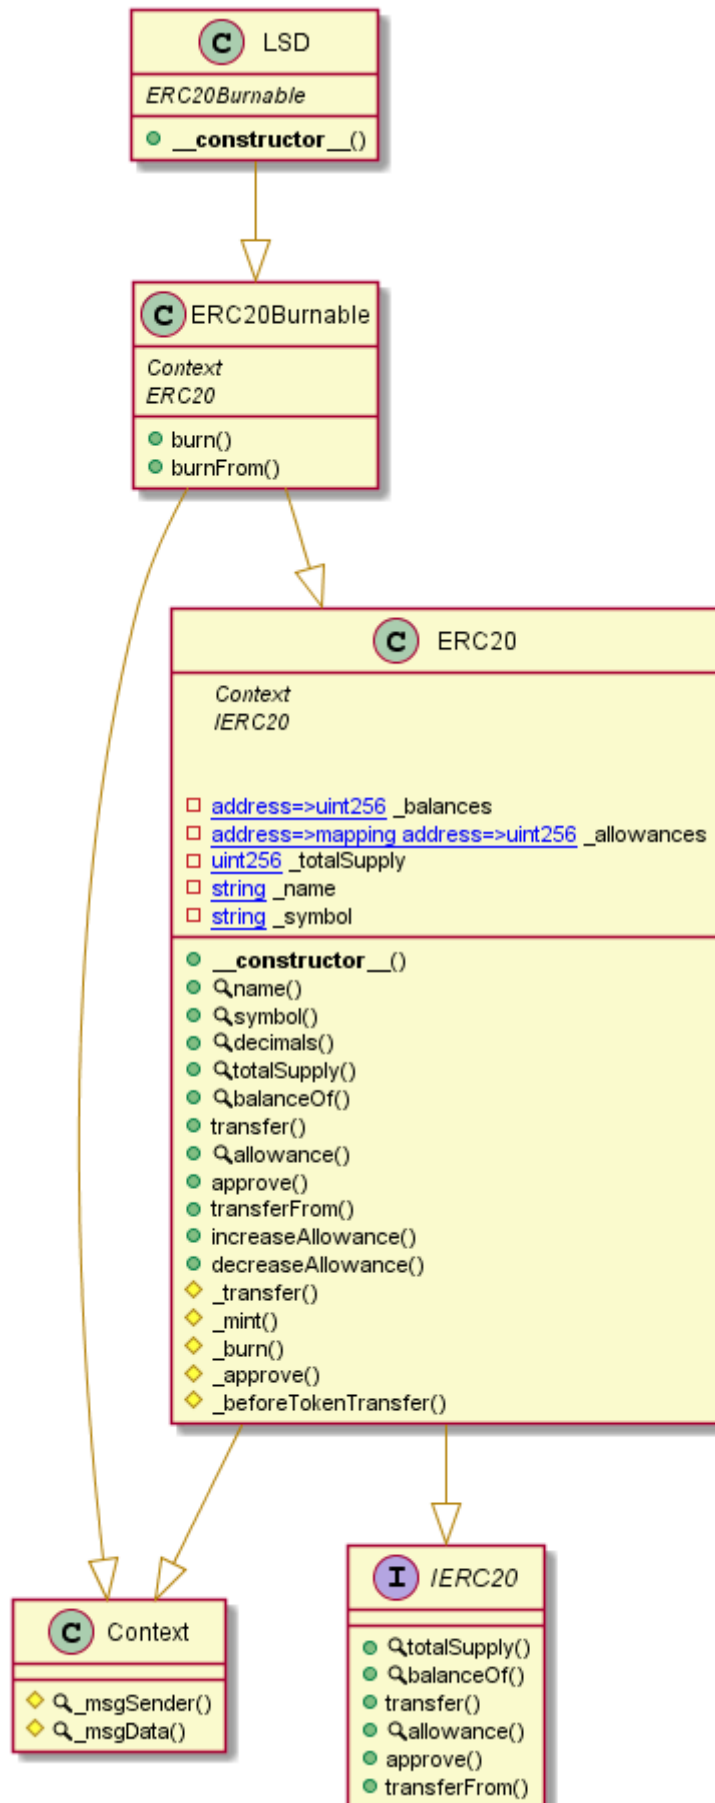 C LSD
ERC20Burnable
__constructor__()
C ERC20Burnable
Context
ERC20
burn()
burnFrom()
C ERC20
Context
IERC20
address=>uint256 _balances
address=>mapping address=>uint256 _allowances
uint256 _totalSupply
string _name
string _symbol
__constructor__()
name()
symbol()
decimals()
totalSupply()
balanceOf()
transfer()
allowance()
approve()
transferFrom()
increaseAllowance()
decreaseAllowance()
_transfer()
_mint()
_burn()
_approve()
_beforeTokenTransfer()
C Context
_msgSender()
_msgData()
I IERC20
totalSupply()
balanceOf()
transfer()
allowance()
approve()
transferFrom()